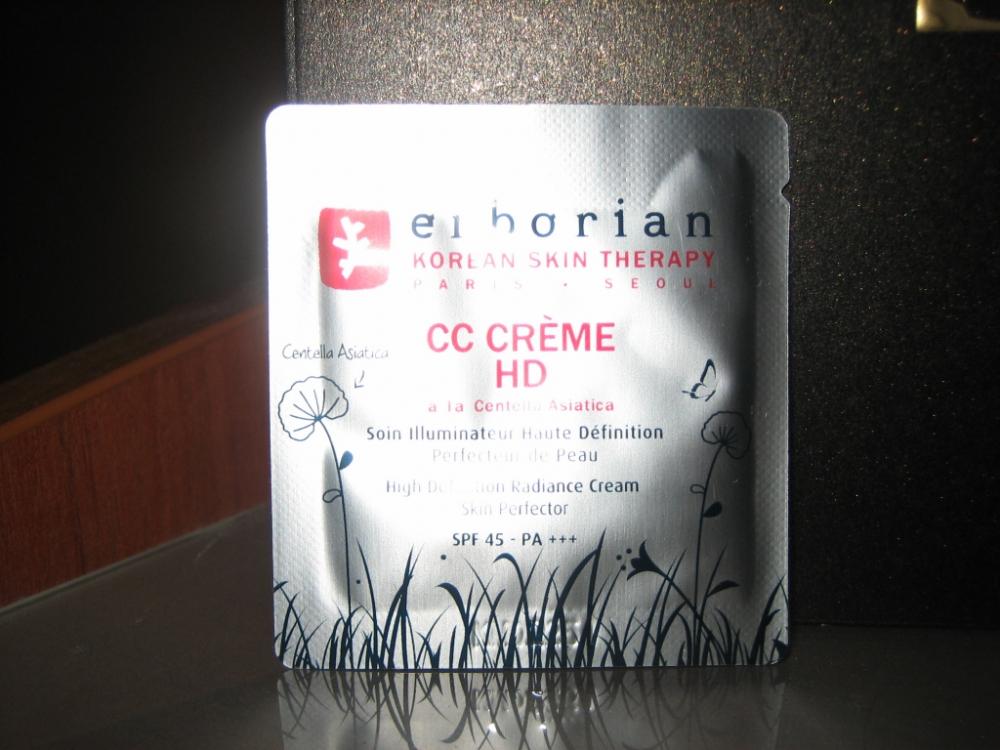 erborian
KOREAN SKIN THERAPY
PARIS · SEOUL
CC CRÈME
HD
Centella Asiatica
à la Centella Asiatica
Soin Illuminateur Haute Définition
Perfecteur de Peau
High Definition Radiance Cream
Skin Perfector
SPF 45 - PA +++